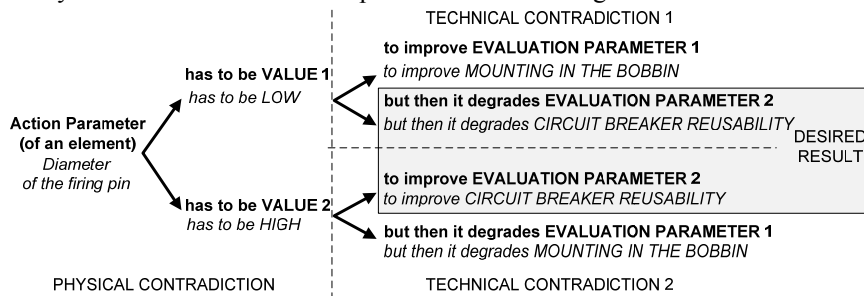 TECHNICAL CONTRADICTION 1
to improve EVALUATION PARAMETER 1
to improve MOUNTING IN THE BOBBIN
has to be VALUE 1
has to be LOW
but then it degrades EVALUATION PARAMETER 2
but then it degrades CIRCUIT BREAKER REUSABILITY
Action Parameter
(of an element)
Diameter
of the firing pin
DESIRED
RESULT
has to be VALUE 2
has to be HIGH
to improve EVALUATION PARAMETER 2
to improve CIRCUIT BREAKER REUSABILITY
but then it degrades EVALUATION PARAMETER 1
but then it degrades MOUNTING IN THE BOBBIN
PHYSICAL CONTRADICTION
TECHNICAL CONTRADICTION 2